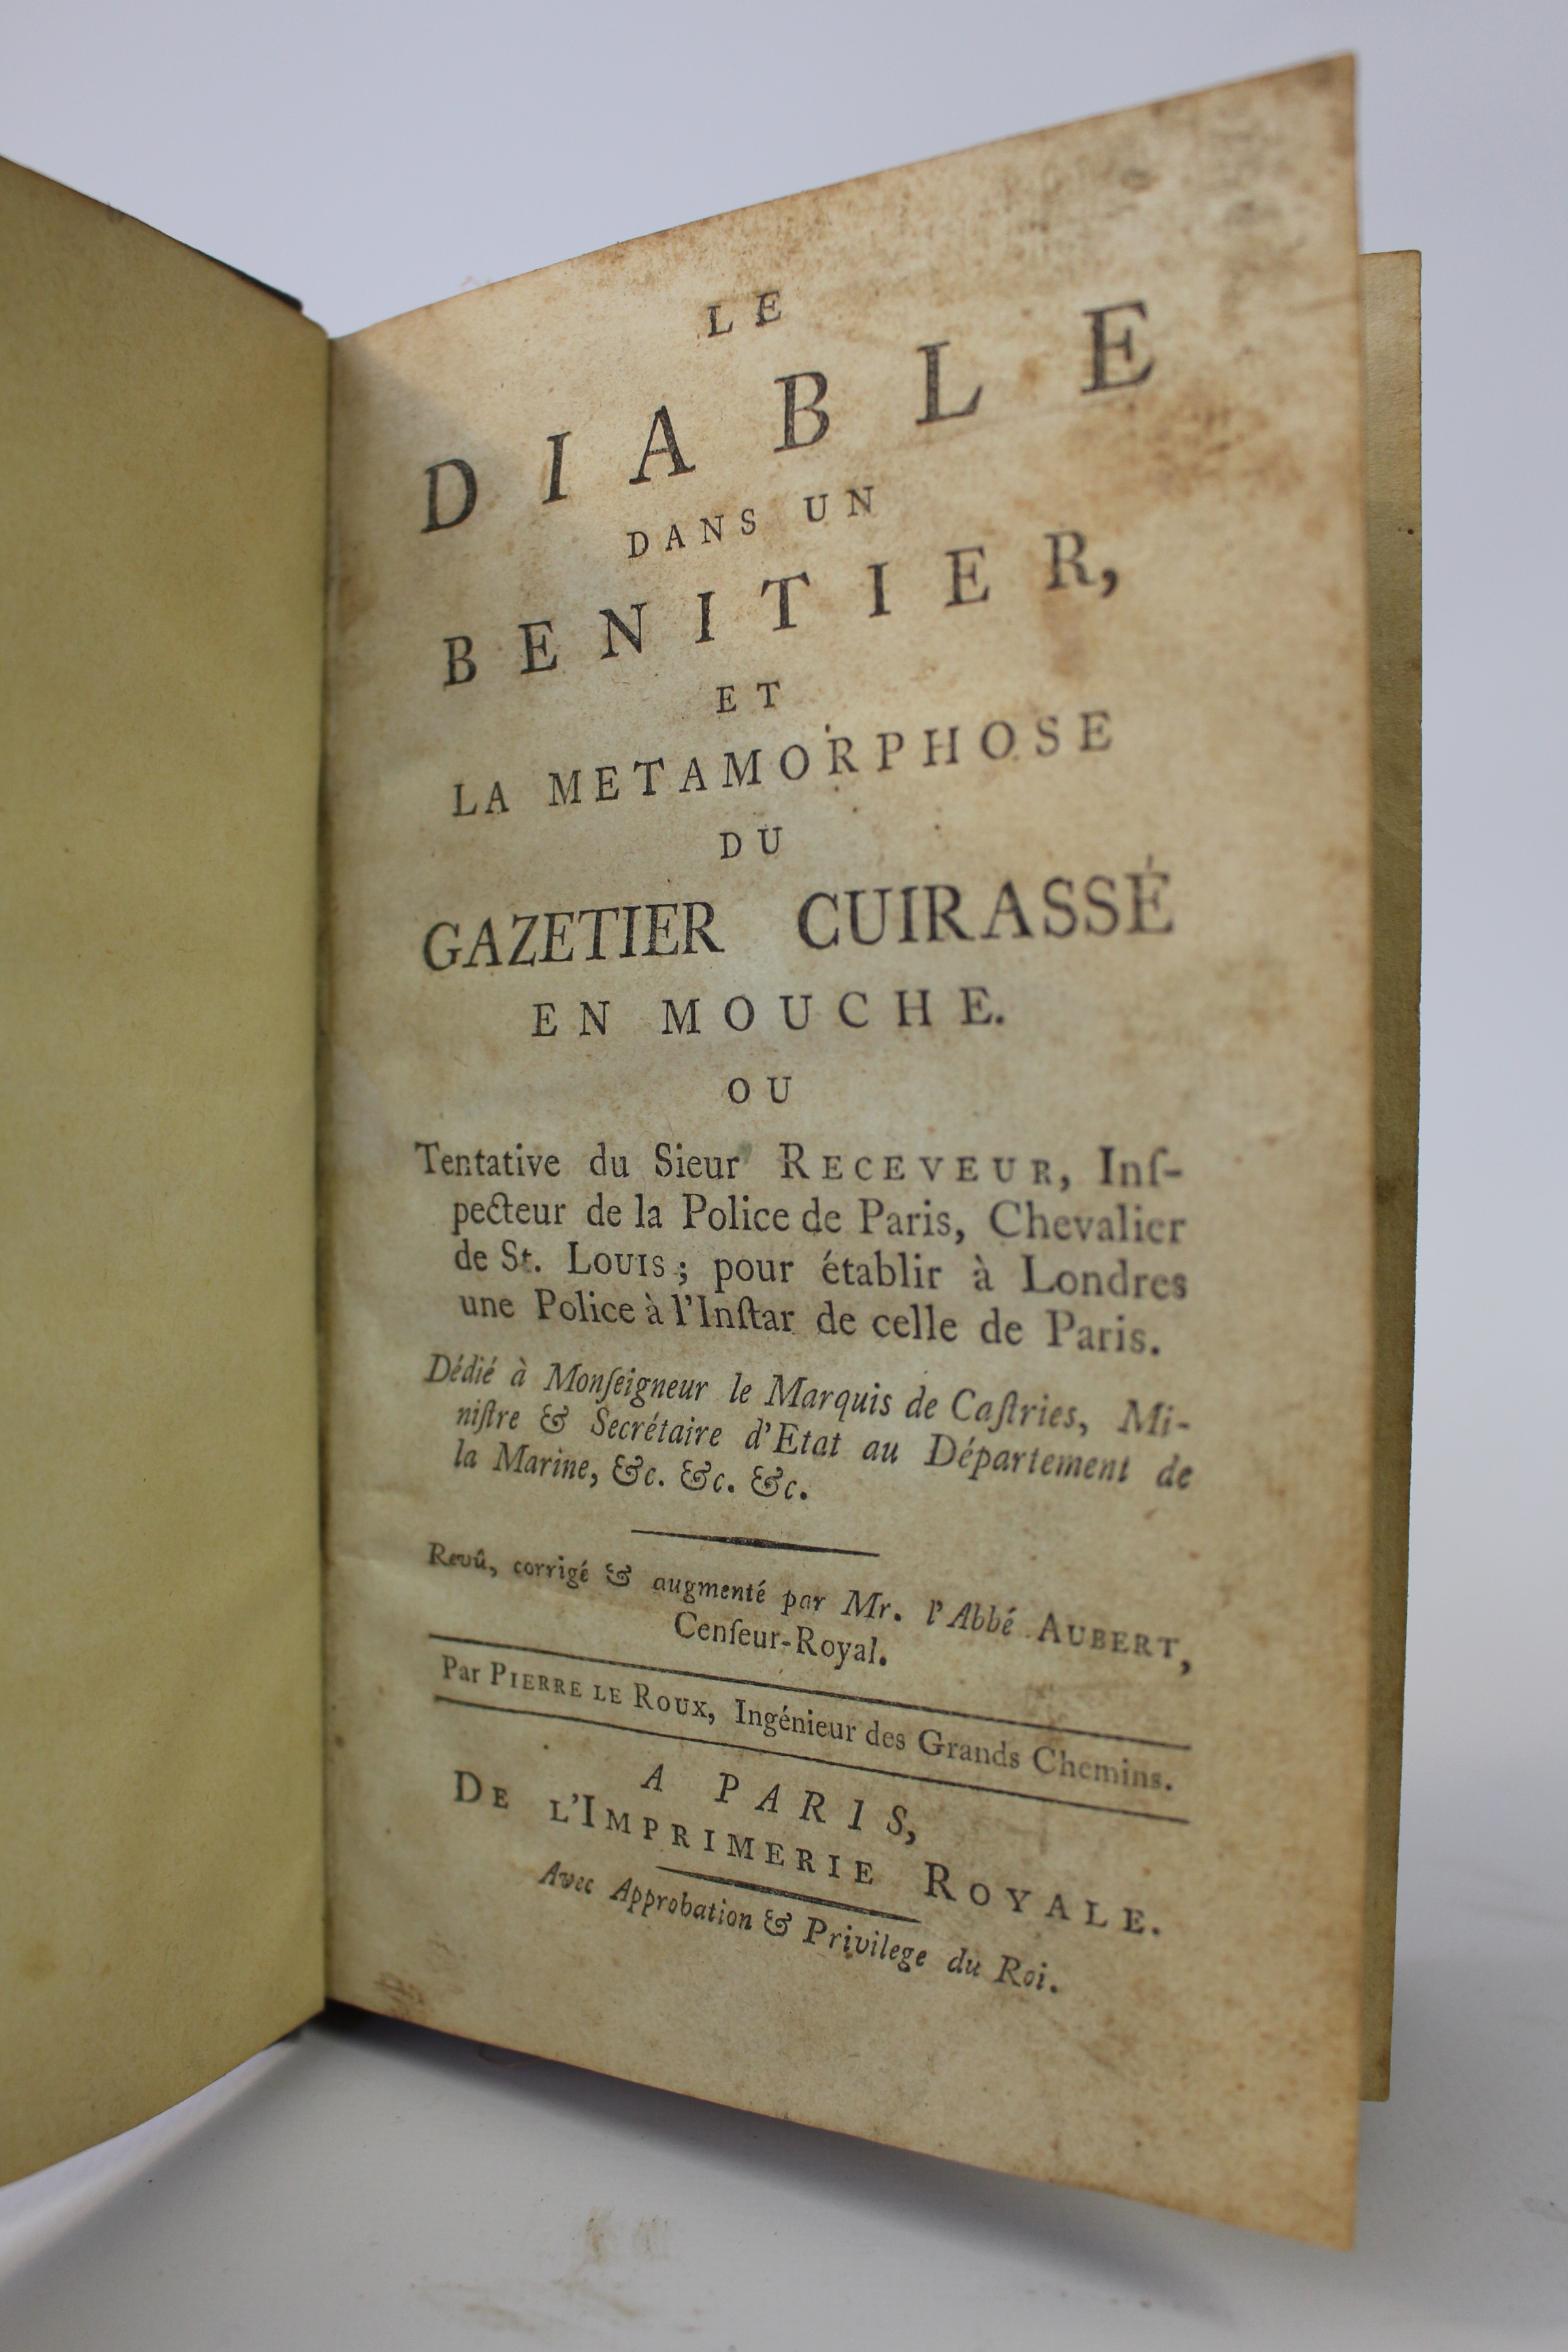 LE
DIABLE
DANS UN
BENITIER,
ET
LA METAMORPHOSE
DU
GAZETIER CUIRASSÉ
EN MOUCHE.
OU
Tentative du Sieur RECEVEUR, Inſ-
pecteur de la Police de Paris, Chevalier
de St. LOUIS; pour établir à Londres
une Police à l'Inſtar de celle de Paris.
Dédié à Monſeigneur le Marquis de Caſtries, Mi-
niſtre & Secrétaire d'Etat au Département de
la Marine, &c. &c. &c.
Revû, corrigé & augmenté par Mr. l'Abbé AUBERT,
Cenſeur-Royal.
Par PIERRE LE ROUX, Ingénieur des Grands Chemins.
A PARIS,
DE L'IMPRIMERIE ROYALE.
Avec Approbation & Privilege du Roi.